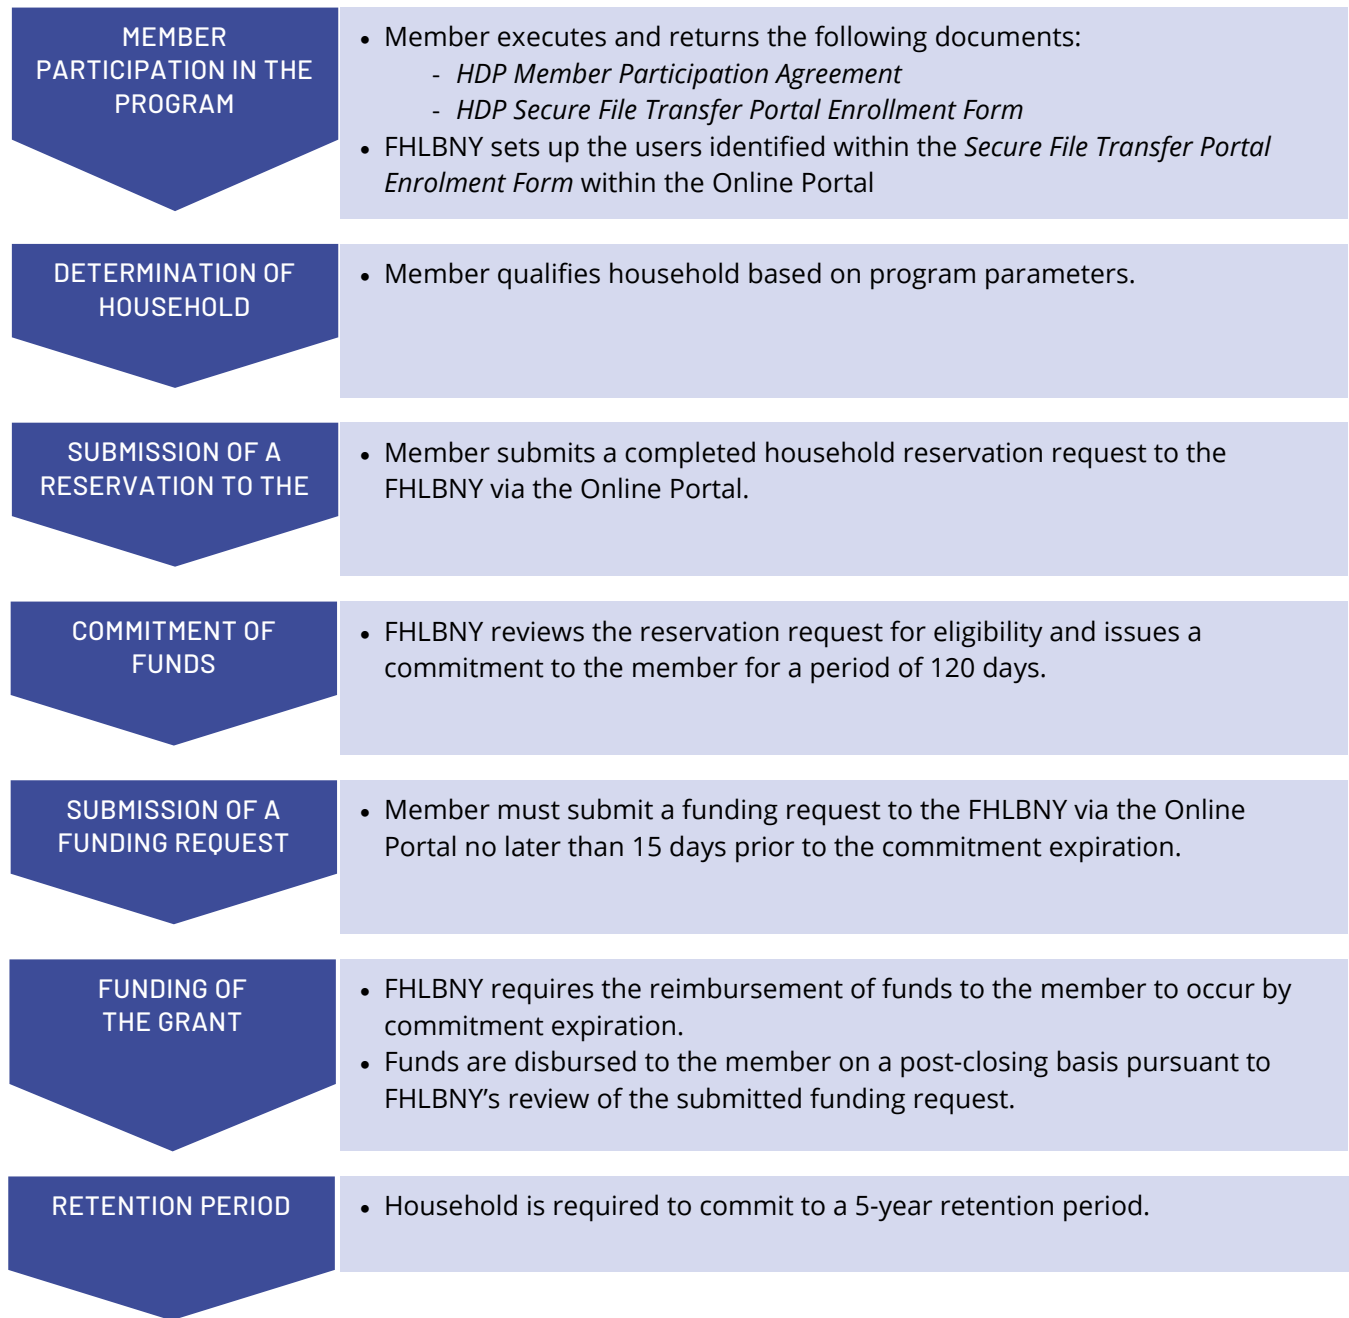 MEMBER
PARTICIPATION IN THE
PROGRAM
• Member executes and returns the following documents:
- HDP Member Participation Agreement
- HDP Secure File Transfer Portal Enrollment Form
• FHLBNY sets up the users identified within the Secure File Transfer Portal
Enrolment Form within the Online Portal
DETERMINATION OF
HOUSEHOLD
• Member qualifies household based on program parameters.
SUBMISSION OF A
RESERVATION TO THE
• Member submits a completed household reservation request to the
FHLBNY via the Online Portal.
COMMITMENT OF
FUNDS
• FHLBNY reviews the reservation request for eligibility and issues a
commitment to the member for a period of 120 days.
SUBMISSION OF A
FUNDING REQUEST
• Member must submit a funding request to the FHLBNY via the Online
Portal no later than 15 days prior to the commitment expiration.
FUNDING OF
THE GRANT
• FHLBNY requires the reimbursement of funds to the member to occur by
commitment expiration.
• Funds are disbursed to the member on a post-closing basis pursuant to
FHLBNY’s review of the submitted funding request.
RETENTION PERIOD
• Household is required to commit to a 5-year retention period.